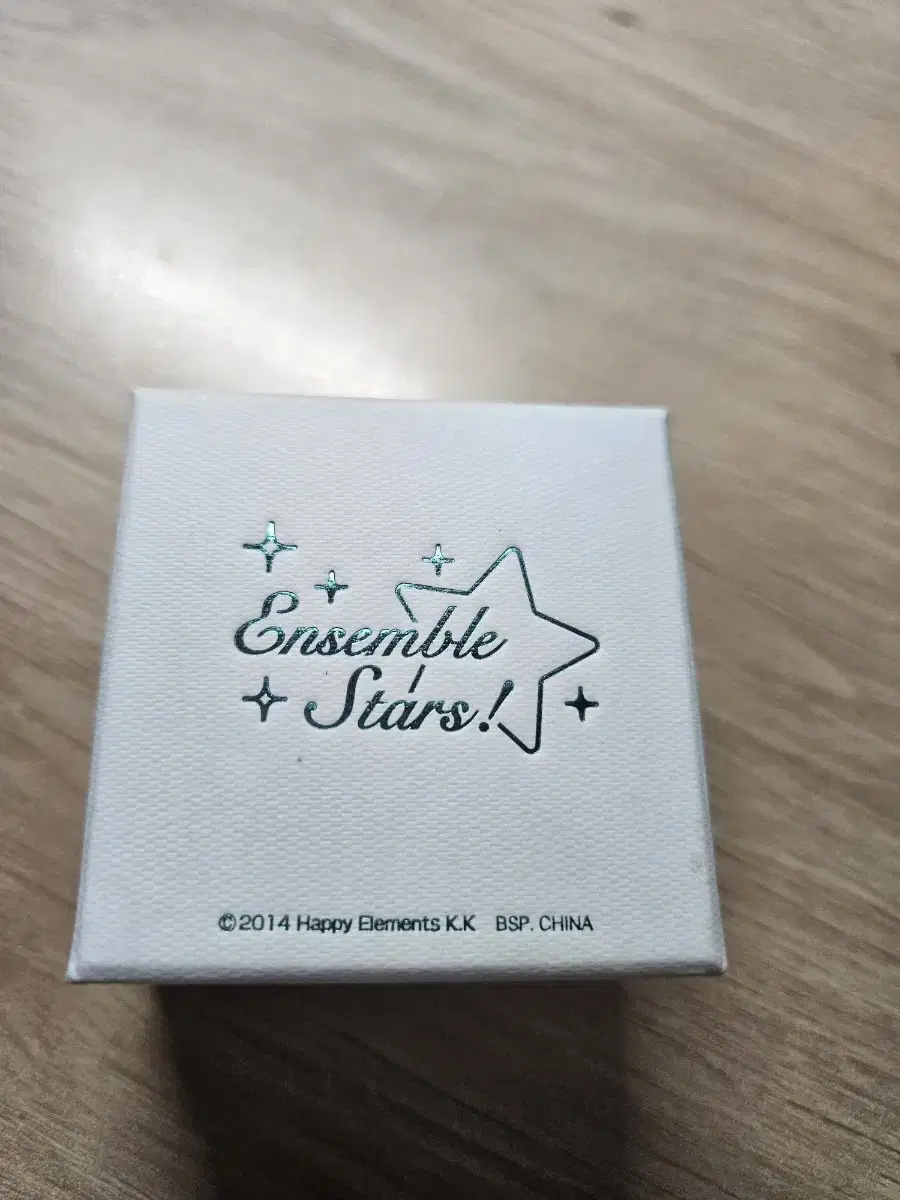 Ensemble
Stars!
©2014 Happy Elements K.K BSP. CHINA